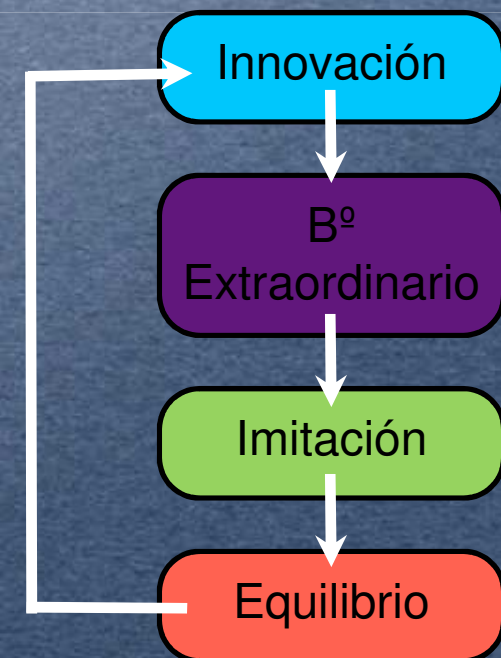 Innovación
Bº
Extraordinario
Imitación
Equilibrio